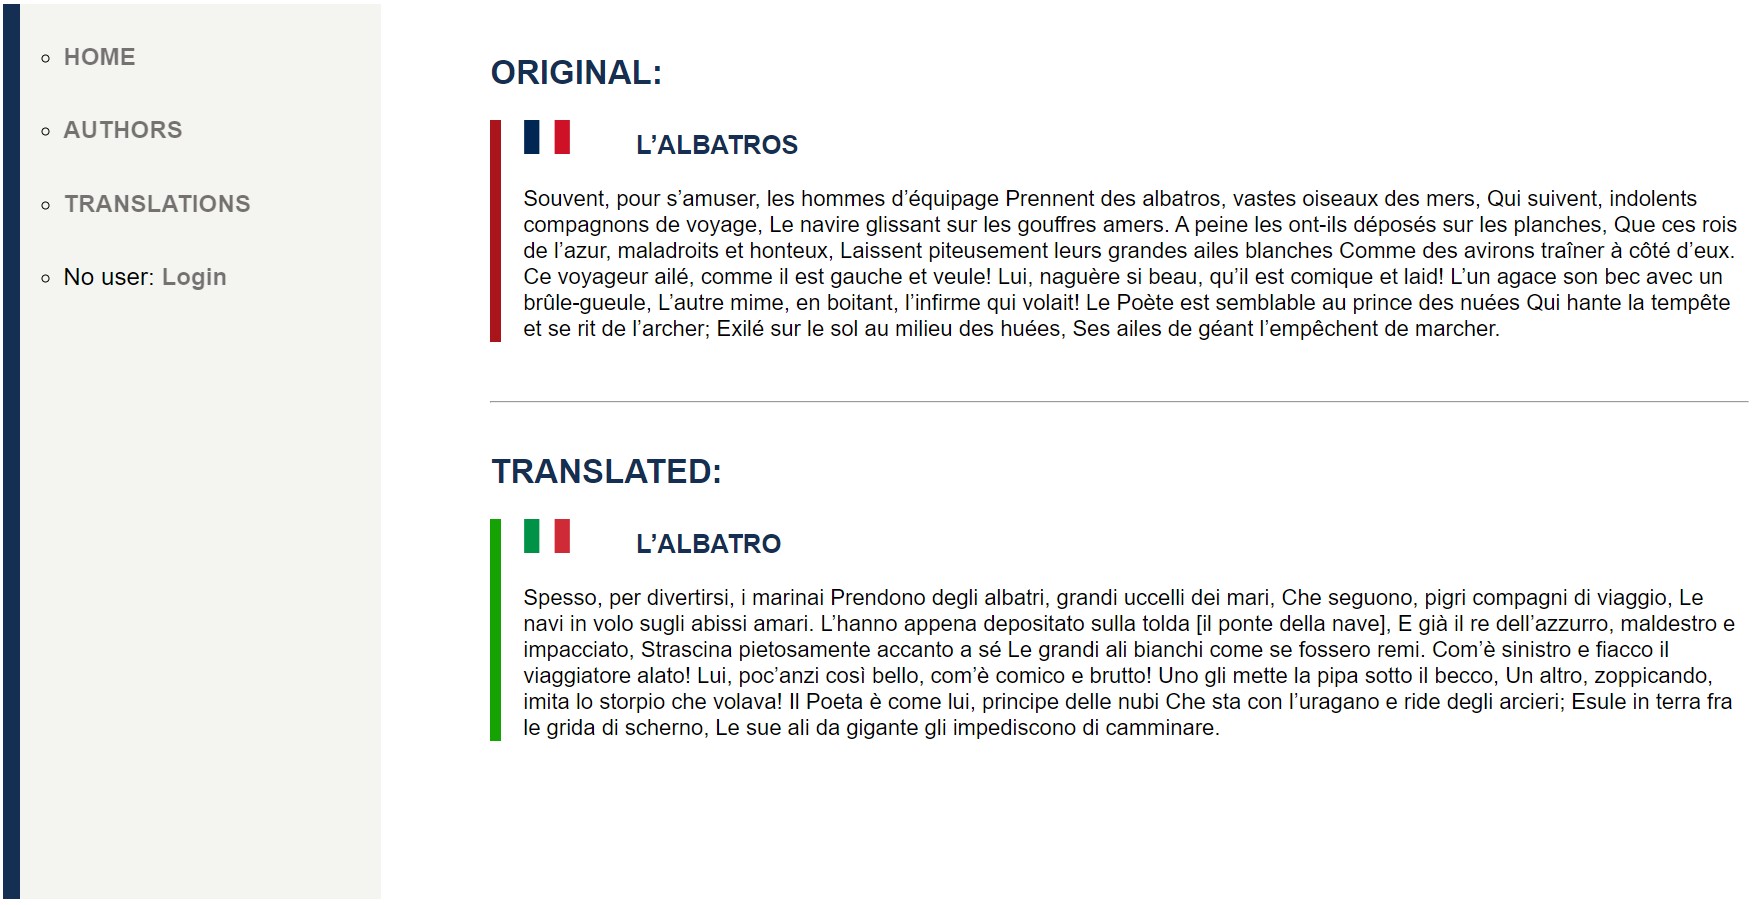 HOME
AUTHORS
TRANSLATIONS
No user: Login
ORIGINAL:
L’ALBATROS
Souvent, pour s’amuser, les hommes d’équipage Prennent des albatros, vastes oiseaux des mers, Qui suivent, indolents
compagnons de voyage, Le navire glissant sur les gouffres amers. A peine les ont-ils déposés sur les planches, Que ces rois
de l’azur, maladroits et honteux, Laissent piteusement leurs grandes ailes blanches Comme des avirons traîner à côté d’eux.
Ce voyageur ailé, comme il est gauche et veule! Lui, naguère si beau, qu’il est comique et laid! L’un agace son bec avec un
brûle-gueule, L’autre mime, en boitant, l’infirme qui volait! Le Poète est semblable au prince des nuées Qui hante la tempête
et se rit de l’archer; Exilé sur le sol au milieu des huées, Ses ailes de géant l’empêchent de marcher.
TRANSLATED:
L’ALBATRO
Spesso, per divertirsi, i marinai Prendono degli albatri, grandi uccelli dei mari, Che seguono, pigri compagni di viaggio, Le
navi in volo sugli abissi amari. L’hanno appena depositato sulla tolda [il ponte della nave], E già il re dell’azzurro, maldestro e
impacciato, Strascina pietosamente accanto a sé Le grandi ali bianchi come se fossero remi. Com’è sinistro e fiacco il
viaggiatore alato! Lui, poc’anzi così bello, com’è comico e brutto! Uno gli mette la pipa sotto il becco, Un altro, zoppicando,
imita lo storpio che volava! Il Poeta è come lui, principe delle nubi Che sta con l’uragano e ride degli arcieri; Esule in terra fra
le grida di scherno, Le sue ali da gigante gli impediscono di camminare.